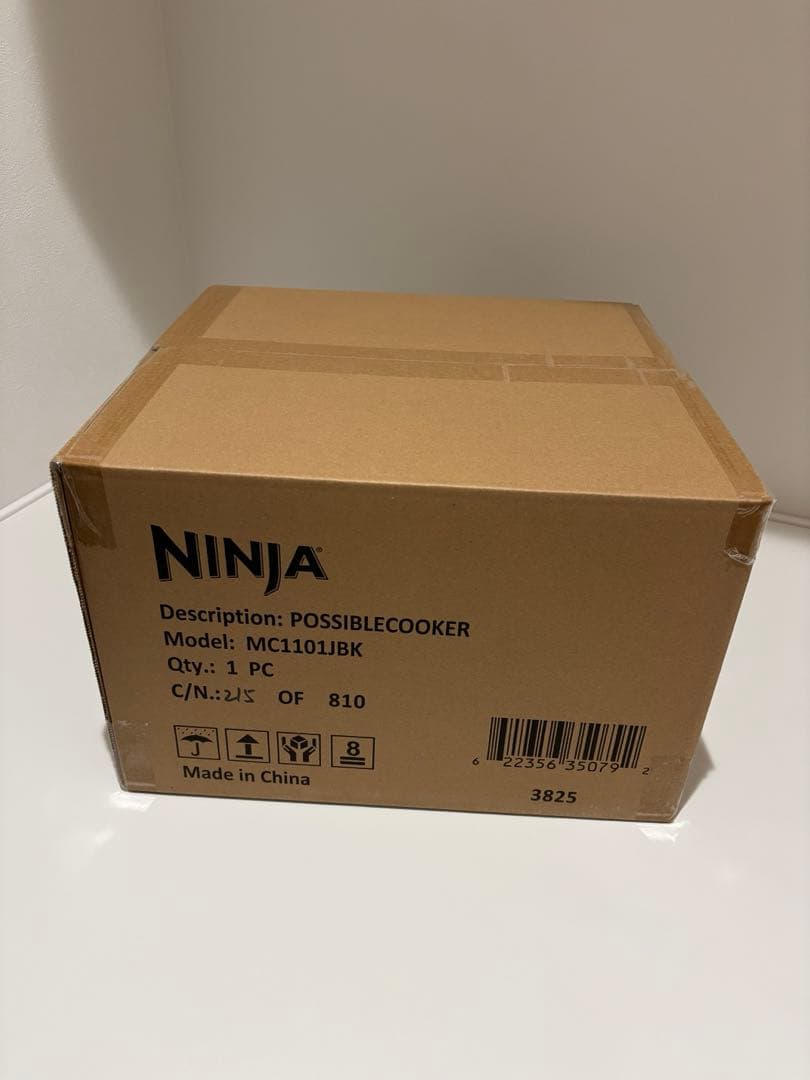 NINJA®
Description: POSSIBLECOOKER
Model: MC1101JBK
Qty.: 1 PC
C/N.: 215 OF 810
8
Made in China
6 22356 35079 2
3825